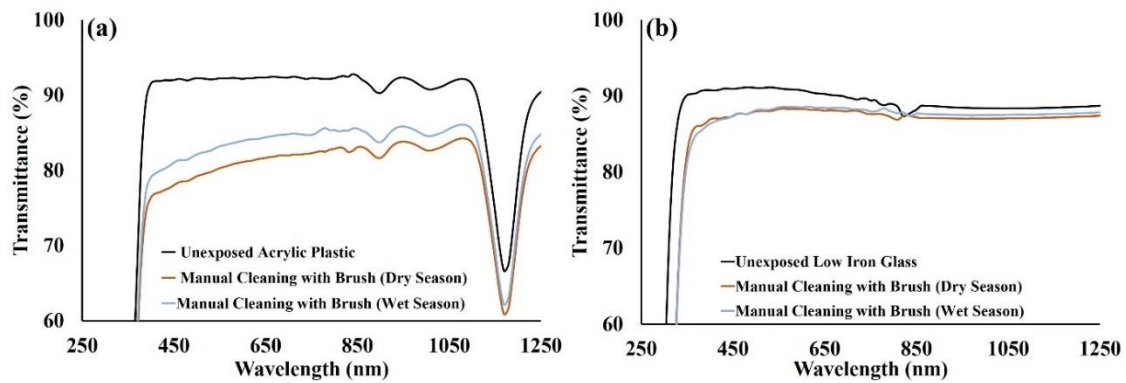 100
(a)
90
80
70
60
Transmittance (%)
Unexposed Acrylic Plastic
Manual Cleaning with Brush (Dry Season)
Manual Cleaning with Brush (Wet Season)
250 450 650 850 1050 1250
Wavelength (nm)
100
(b)
90
80
70
60
Transmittance (%)
Unexposed Low Iron Glass
Manual Cleaning with Brush (Dry Season)
Manual Cleaning with Brush (Wet Season)
250 450 650 850 1050 1250
Wavelength (nm)